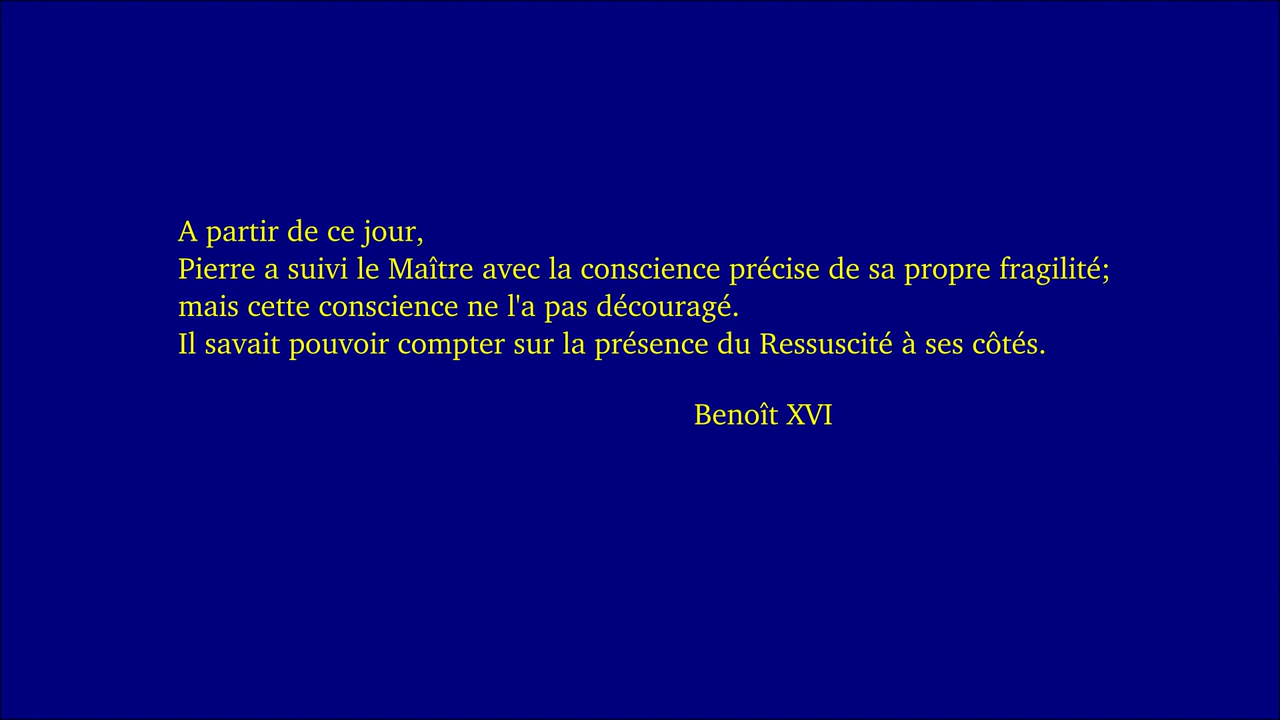 A partir de ce jour,
Pierre a suivi le Maître avec la conscience précise de sa propre fragilité;
mais cette conscience ne l'a pas découragé.
Il savait pouvoir compter sur la présence du Ressuscité à ses côtés.
Benoît XVI